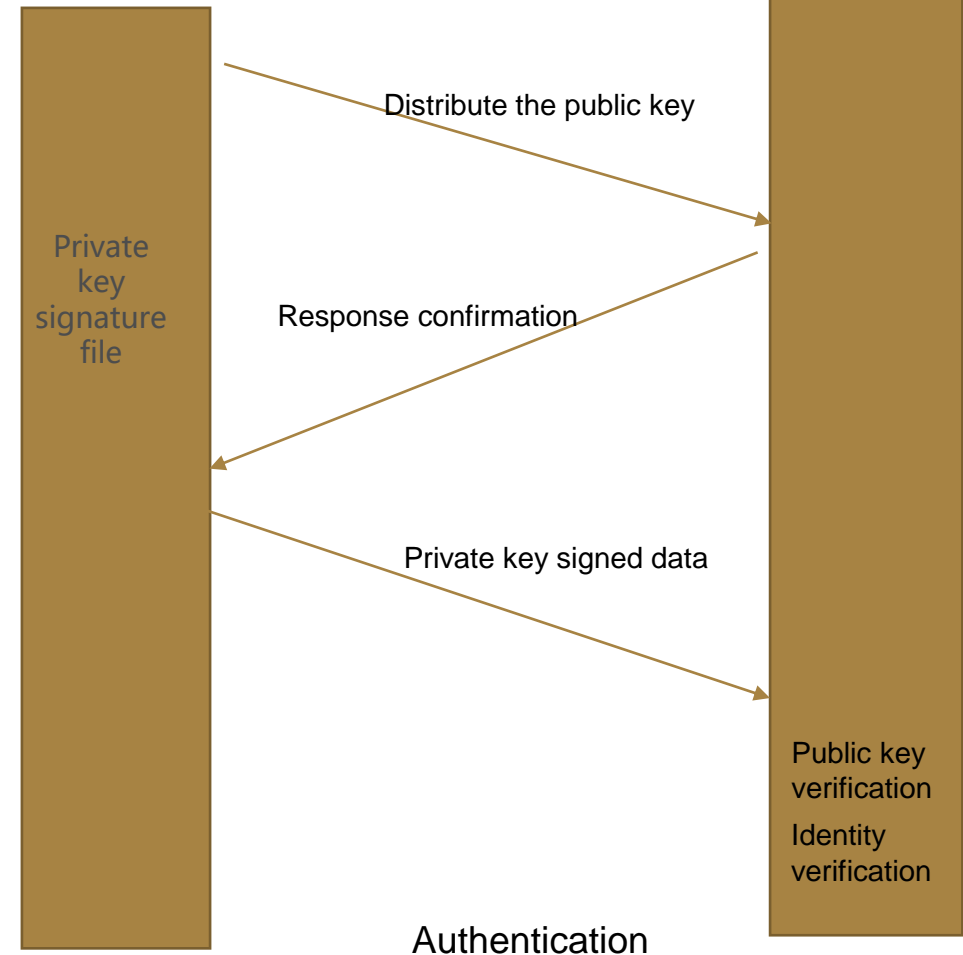 Distribute the public key
Private
key
signature
file
Response confirmation
Private key signed data
Public key
verification
Identity
verification
Authentication